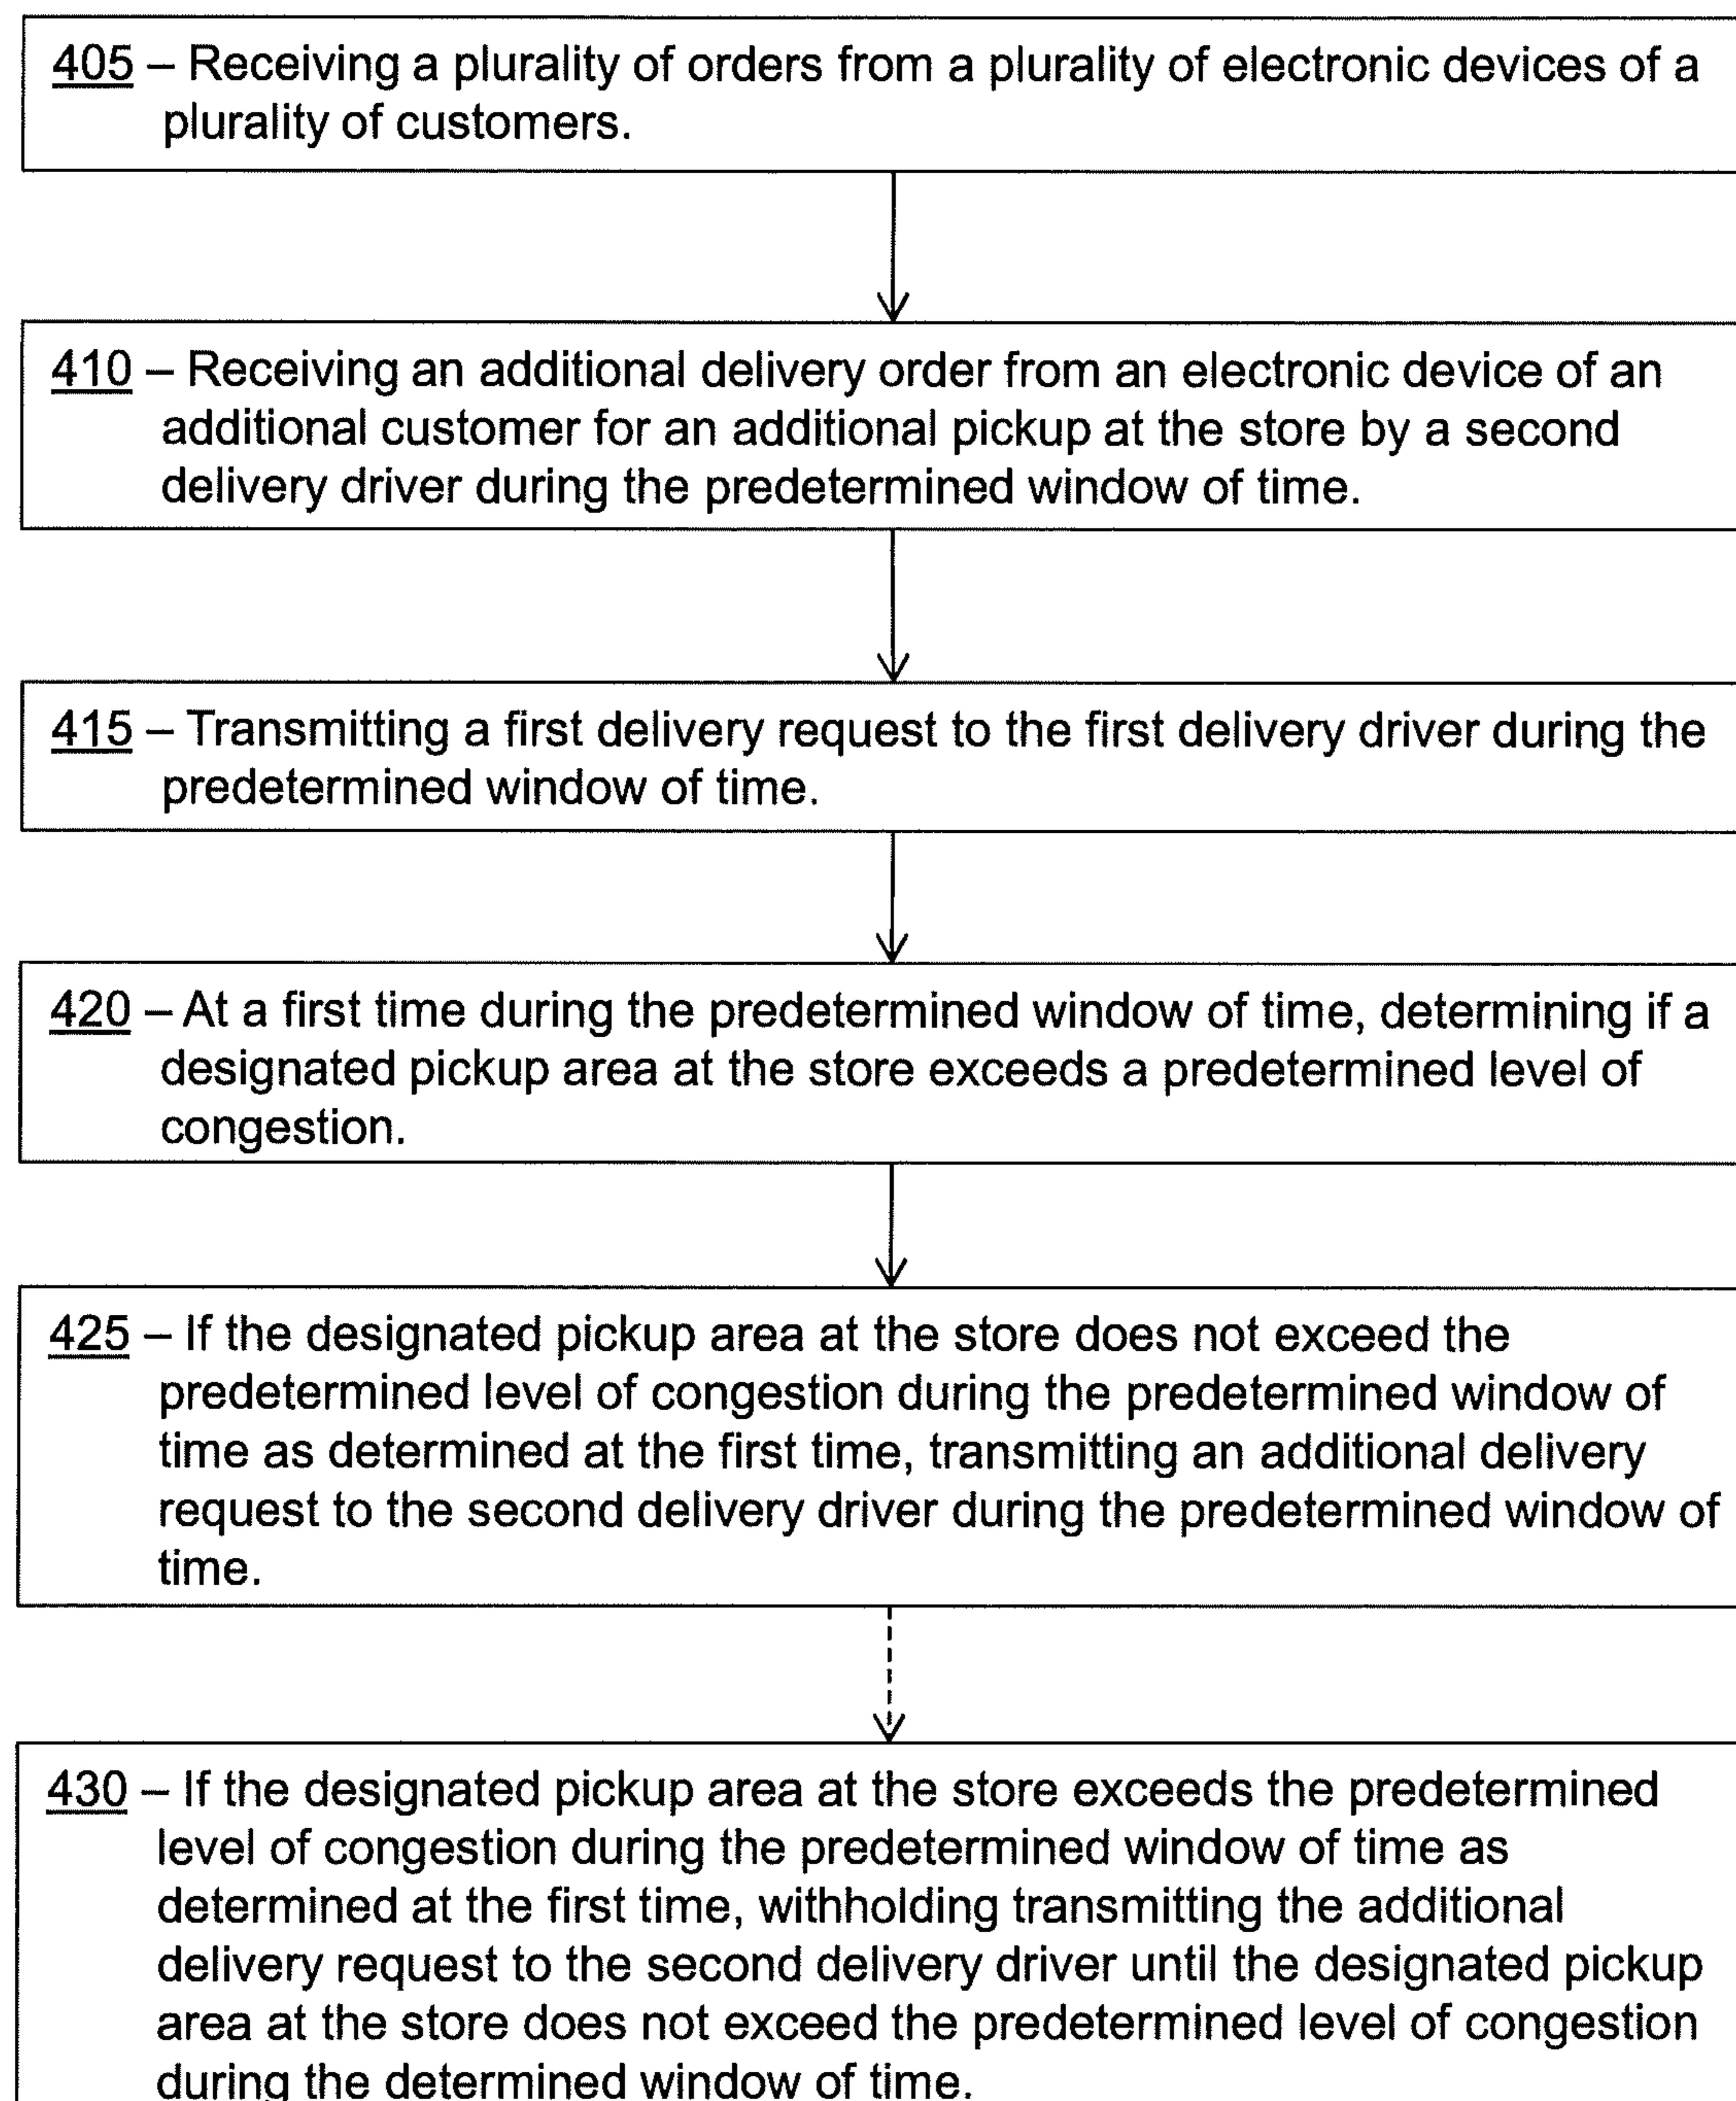 405 – Receiving a plurality of orders from a plurality of electronic devices of a
plurality of customers.
410 – Receiving an additional delivery order from an electronic device of an
additional customer for an additional pickup at the store by a second
delivery driver during the predetermined window of time.
415 – Transmitting a first delivery request to the first delivery driver during the
predetermined window of time.
420 – At a first time during the predetermined window of time, determining if a
designated pickup area at the store exceeds a predetermined level of
congestion.
425 – If the designated pickup area at the store does not exceed the
predetermined level of congestion during the predetermined window of
time as determined at the first time, transmitting an additional delivery
request to the second delivery driver during the predetermined window of
time.
430 – If the designated pickup area at the store exceeds the predetermined
level of congestion during the predetermined window of time as
determined at the first time, withholding transmitting the additional
delivery request to the second delivery driver until the designated pickup
area at the store does not exceed the predetermined level of congestion
during the determined window of time.